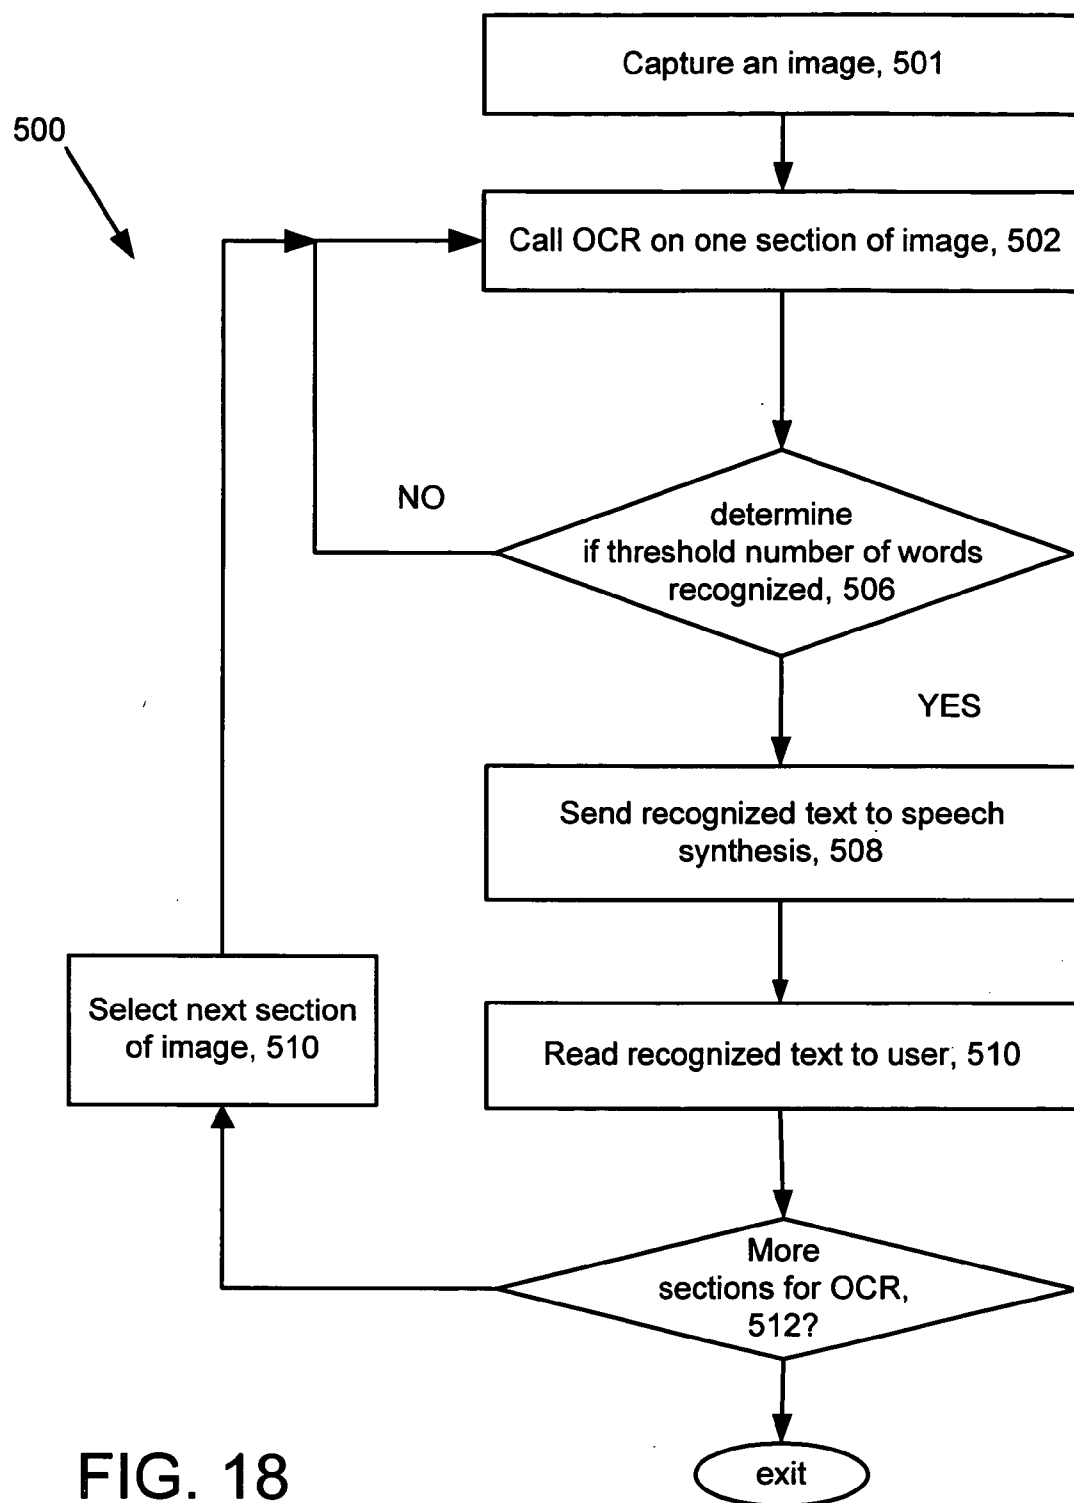 Capture an image, 501
500
Call OCR on one section of image, 502
NO
determine
if threshold number of words
recognized, 506
YES
Send recognized text to speech
synthesis, 508
Select next section
of image, 510
Read recognized text to user, 510
More
sections for OCR,
512?
exit
FIG. 18